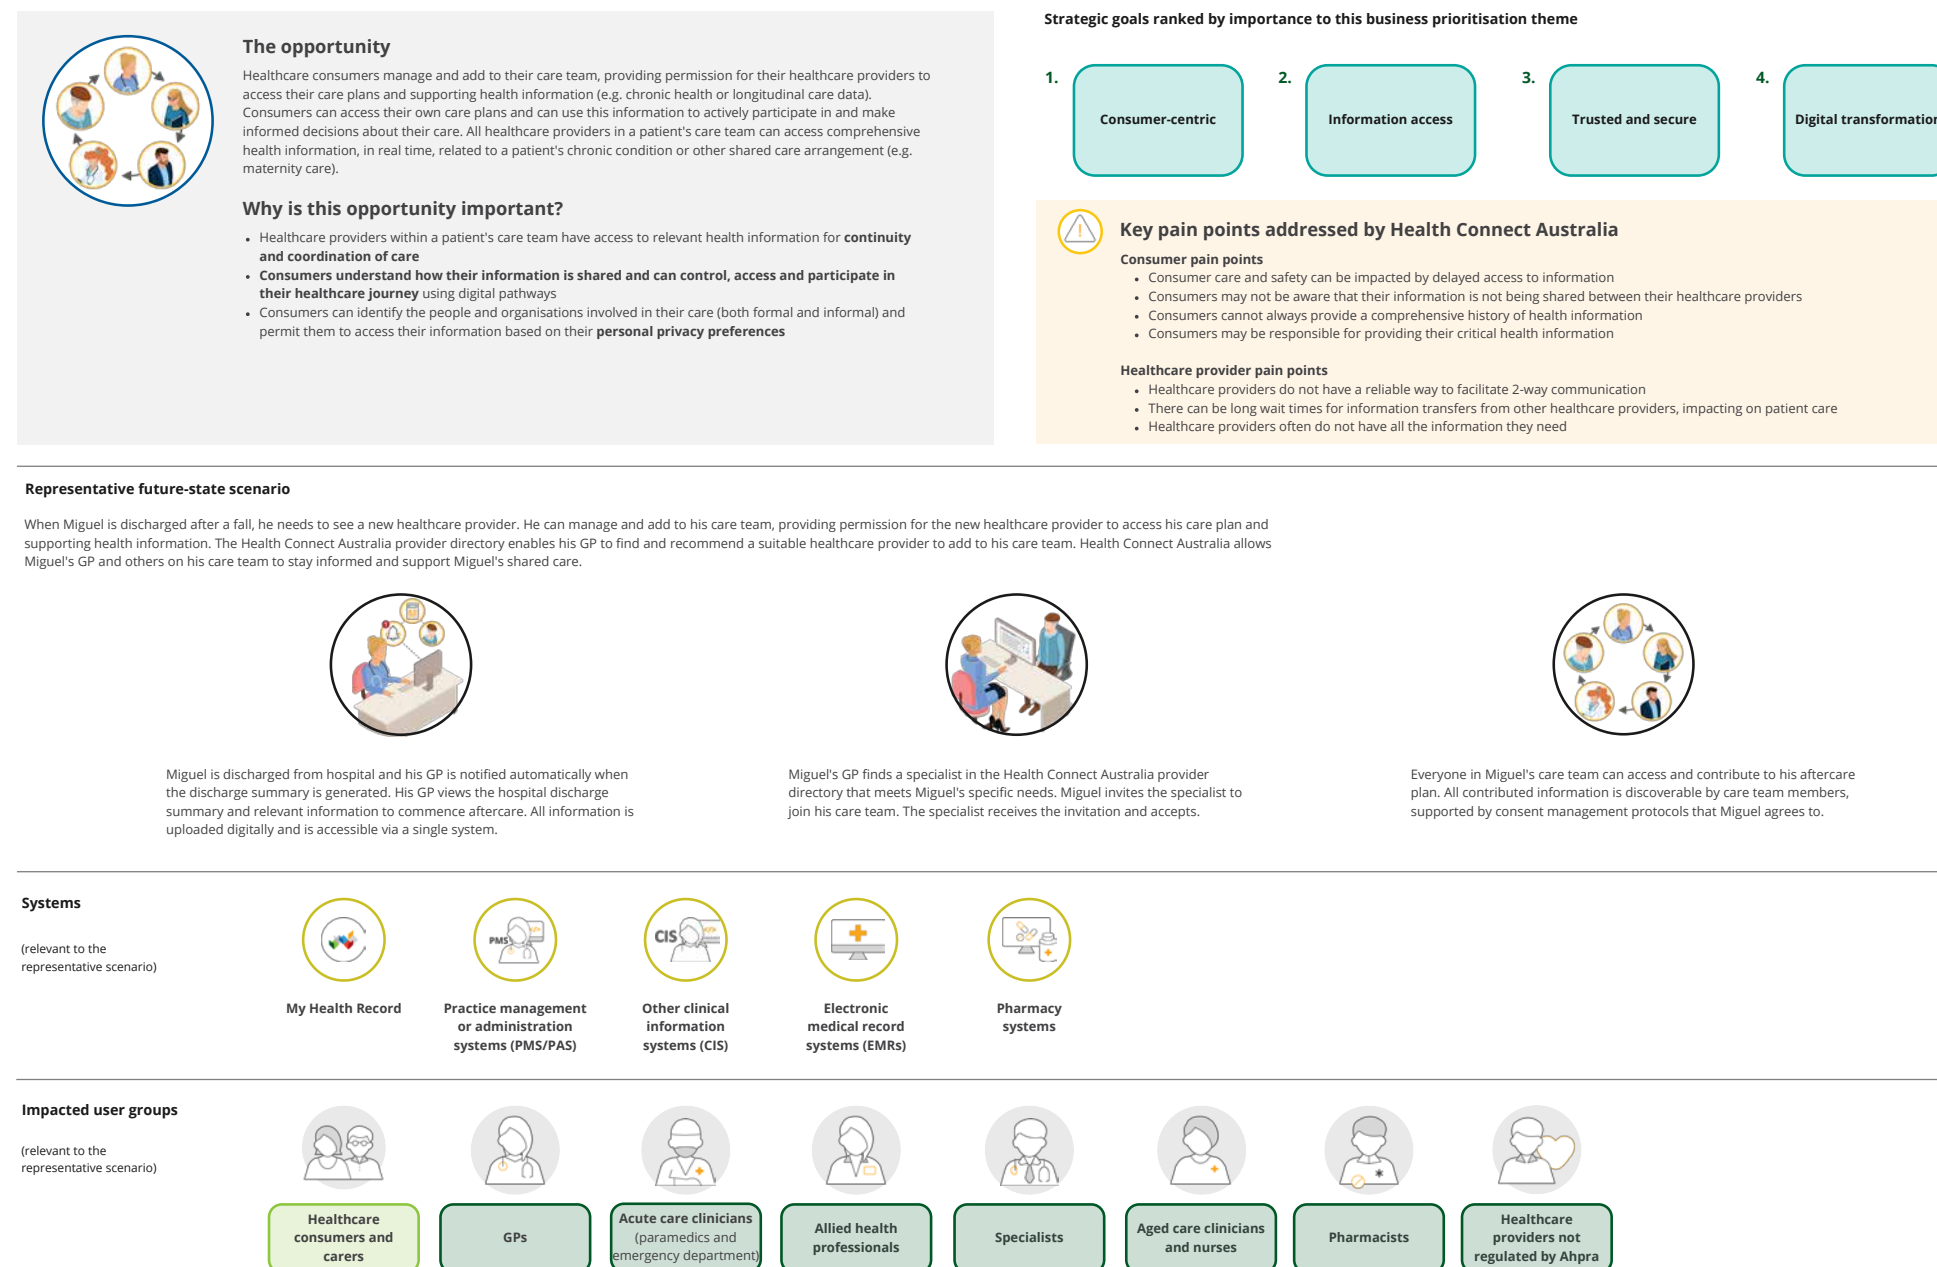 The opportunity
Healthcare consumers manage and add to their care team, providing permission for their healthcare providers to
access their care plans and supporting health information (e.g. chronic health or longitudinal care data).
Consumers can access their own care plans and can use this information to actively participate in and make
informed decisions about their care. All healthcare providers in a patient's care team can access comprehensive
health information, in real time, related to a patient's chronic condition or other shared care arrangement (e.g.
maternity care).
Why is this opportunity important?
• Healthcare providers within a patient's care team have access to relevant health information for continuity
and coordination of care
• Consumers understand how their information is shared and can control, access and participate in
their healthcare journey using digital pathways
• Consumers can identify the people and organisations involved in their care (both formal and informal) and
permit them to access their information based on their personal privacy preferences
Strategic goals ranked by importance to this business prioritisation theme
1.
Consumer-centric
2.
Information access
3.
Trusted and secure
4.
Digital transformation
Key pain points addressed by Health Connect Australia
Consumer pain points
• Consumer care and safety can be impacted by delayed access to information
• Consumers may not be aware that their information is not being shared between their healthcare providers
• Consumers cannot always provide a comprehensive history of health information
• Consumers may be responsible for providing their critical health information
Healthcare provider pain points
• Healthcare providers do not have a reliable way to facilitate 2-way communication
• There can be long wait times for information transfers from other healthcare providers, impacting on patient care
• Healthcare providers often do not have all the information they need
Representative future-state scenario
When Miguel is discharged after a fall, he needs to see a new healthcare provider. He can manage and add to his care team, providing permission for the new healthcare provider to access his care plan and
supporting health information. The Health Connect Australia provider directory enables his GP to find and recommend a suitable healthcare provider to add to his care team. Health Connect Australia allows
Miguel's GP and others on his care team to stay informed and support Miguel's shared care.
Miguel is discharged from hospital and his GP is notified automatically when
the discharge summary is generated. His GP views the hospital discharge
summary and relevant information to commence aftercare. All information is
uploaded digitally and is accessible via a single system.
Miguel's GP finds a specialist in the Health Connect Australia provider
directory that meets Miguel's specific needs. Miguel invites the specialist to
join his care team. The specialist receives the invitation and accepts.
Everyone in Miguel's care team can access and contribute to his aftercare
plan. All contributed information is discoverable by care team members,
supported by consent management protocols that Miguel agrees to.
Systems
(relevant to the
representative scenario)
My Health Record
PMS
Practice management
or administration
systems (PMS/PAS)
CIS
Other clinical
information
systems (CIS)
Electronic
medical record
systems (EMRs)
Pharmacy
systems
Impacted user groups
(relevant to the
representative scenario)
Healthcare
consumers and
carers
GPs
Acute care clinicians
(paramedics and
emergency department)
Allied health
professionals
Specialists
Aged care clinicians
and nurses
Pharmacists
Healthcare
providers not
regulated by Ahpra